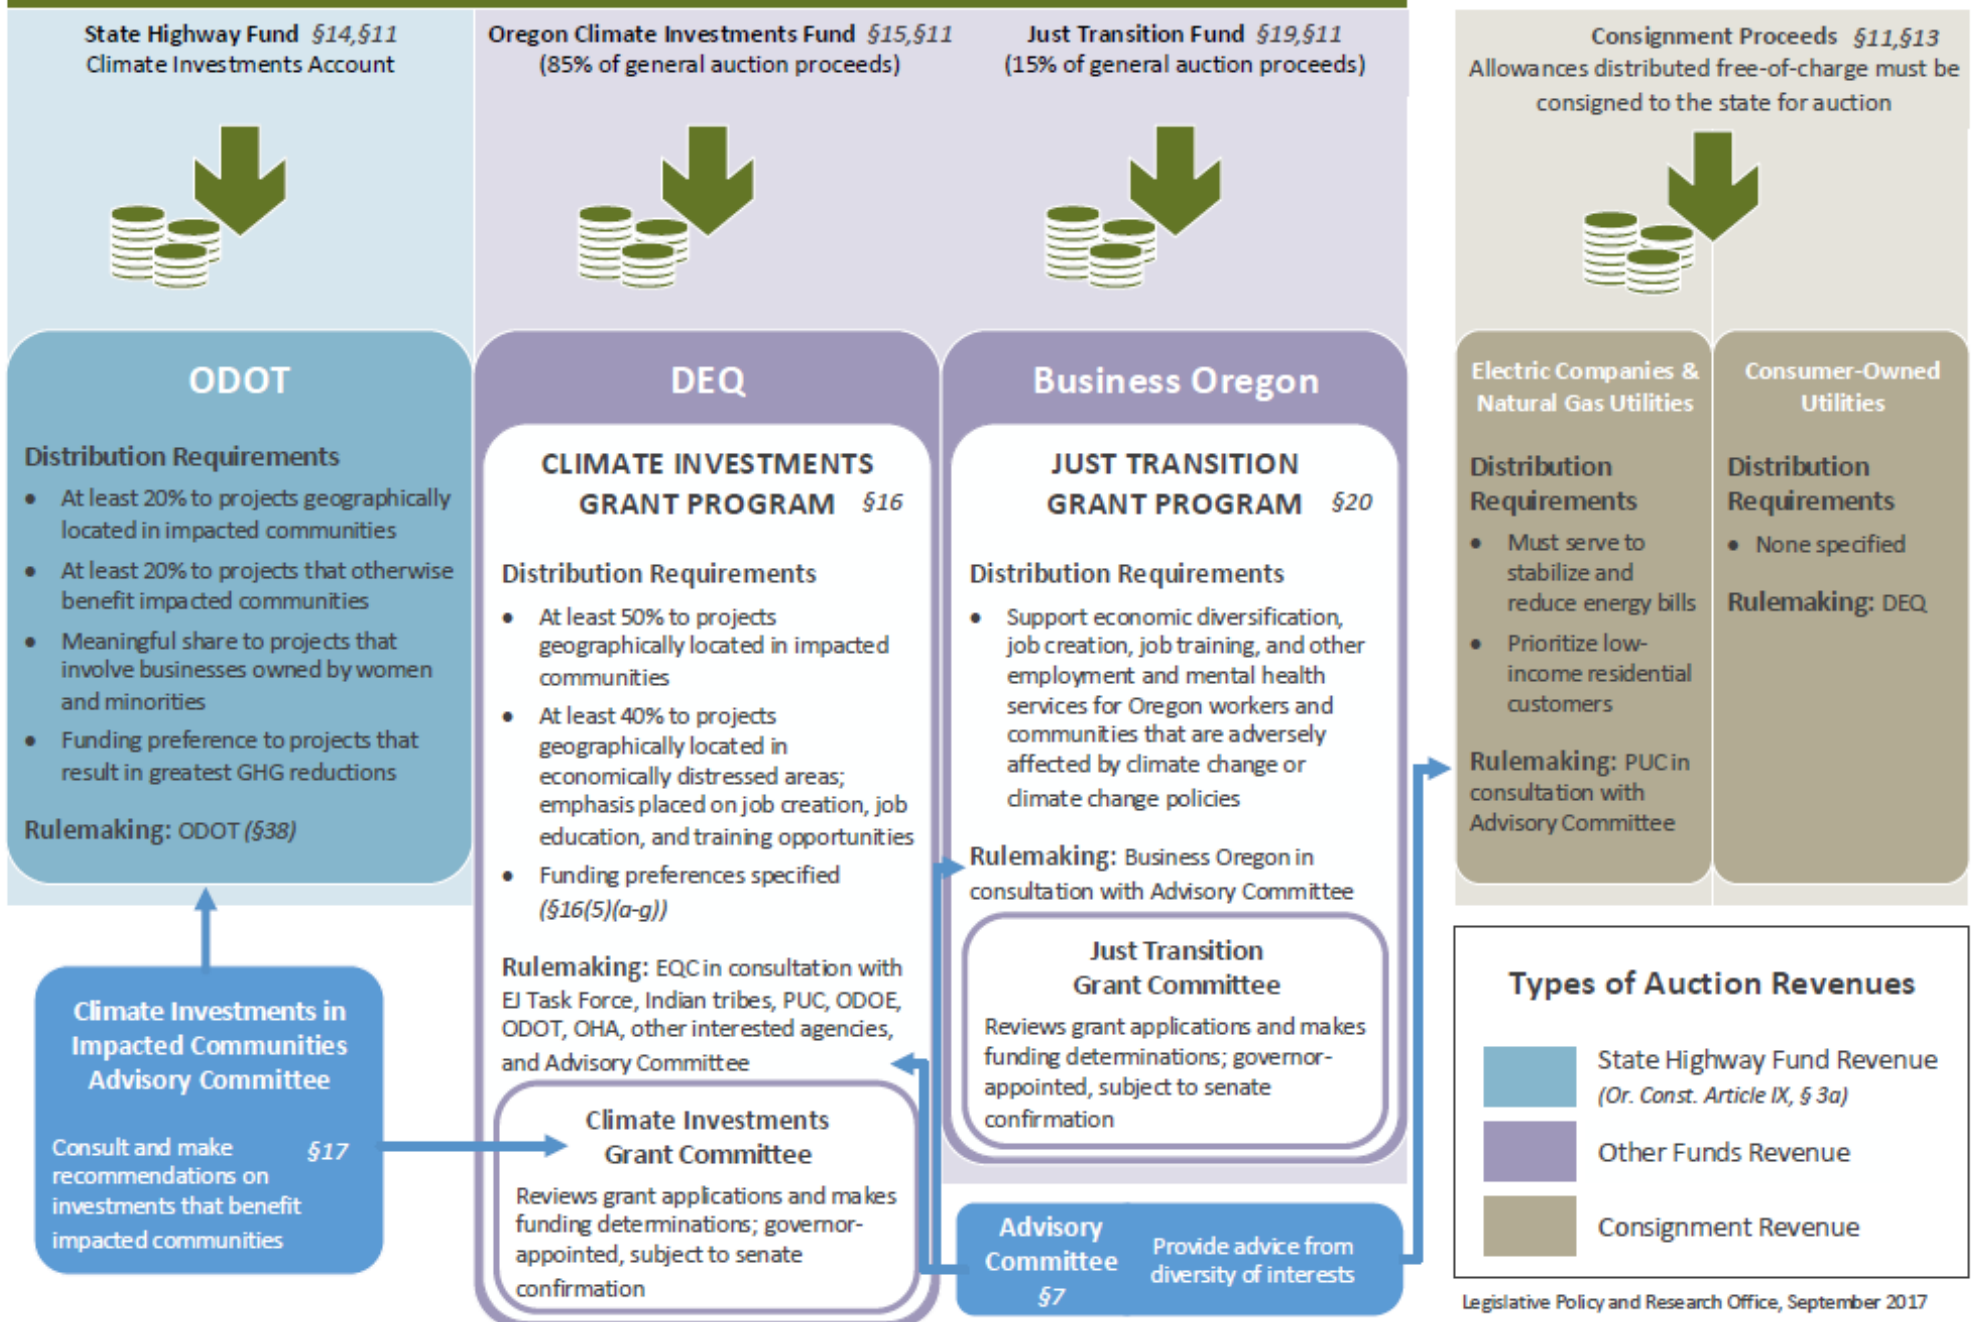 State Highway Fund §14,§11
Climate Investments Account
Oregon Climate Investments Fund §15,§11
(85% of general auction proceeds)
Just Transition Fund §19,§11
(15% of general auction proceeds)
Consignment Proceeds §11,§13
Allowances distributed free-of-charge must be
consigned to the state for auction
ODOT
Distribution Requirements
• At least 20% to projects geographically
located in impacted communities
• At least 20% to projects that otherwise
benefit impacted communities
• Meaningful share to projects that
involve businesses owned by women
and minorities
• Funding preference to projects that
result in greatest GHG reductions
Rulemaking: ODOT (§38)
Climate Investments in
Impacted Communities
Advisory Committee
Consult and make §17
recommendations on
investments that benefit
impacted communities
DEQ
CLIMATE INVESTMENTS
GRANT PROGRAM §16
Distribution Requirements
• At least 50% to projects
geographically located in impacted
communities
• At least 40% to projects
geographically located in
economically distressed areas;
emphasis placed on job creation, job
education, and training opportunities
• Funding preferences specified
(§16(5)(a-g))
Rulemaking: EQC in consultation with
EJ Task Force, Indian tribes, PUC, ODOE,
ODOT, OHA, other interested agencies,
and Advisory Committee
Climate Investments
Grant Committee
Reviews grant applications and makes
funding determinations; governor-
appointed, subject to senate
confirmation
Business Oregon
JUST TRANSITION
GRANT PROGRAM §20
Distribution Requirements
• Support economic diversification,
job creation, job training, and other
employment and mental health
services for Oregon workers and
communities that are adversely
affected by climate change or
climate change policies
Rulemaking: Business Oregon in
consultation with Advisory Committee
Just Transition
Grant Committee
Reviews grant applications and makes
funding determinations; governor-
appointed, subject to senate
confirmation
Advisory
Committee
§7
Provide advice from
diversity of interests
Electric Companies &
Natural Gas Utilities
Distribution
Requirements
• Must serve to
stabilize and
reduce energy bills
• Prioritize low-
income residential
customers
Rulemaking: PUC in
consultation with
Advisory Committee
Consumer-Owned
Utilities
Distribution
Requirements
• None specified
Rulemaking: DEQ
Types of Auction Revenues
State Highway Fund Revenue
(Or. Const. Article IX, § 3a)
Other Funds Revenue
Consignment Revenue
Legislative Policy and Research Office, September 2017